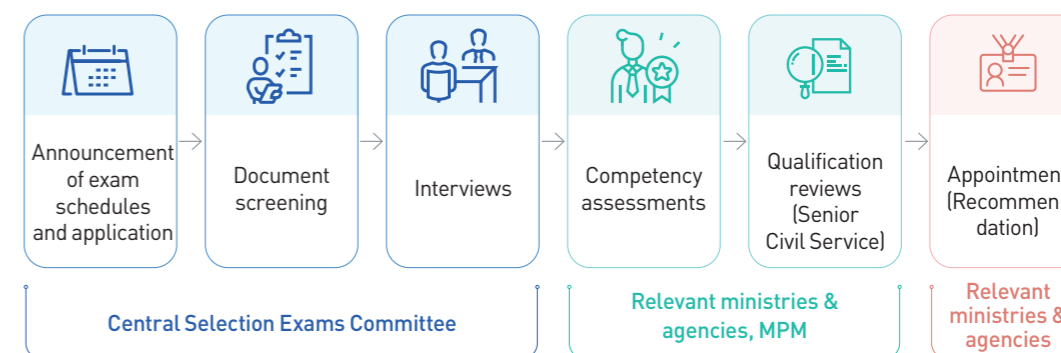 Announcement
of exam
schedules
and application
Document
screening
Interviews
Competency
assessments
Qualification
reviews
(Senior
Civil Service)
Appointmen
(Recommen
dation)
Central Selection Exams Committee
Relevant ministries &
agencies, MPM
Relevant
ministries &
agencies